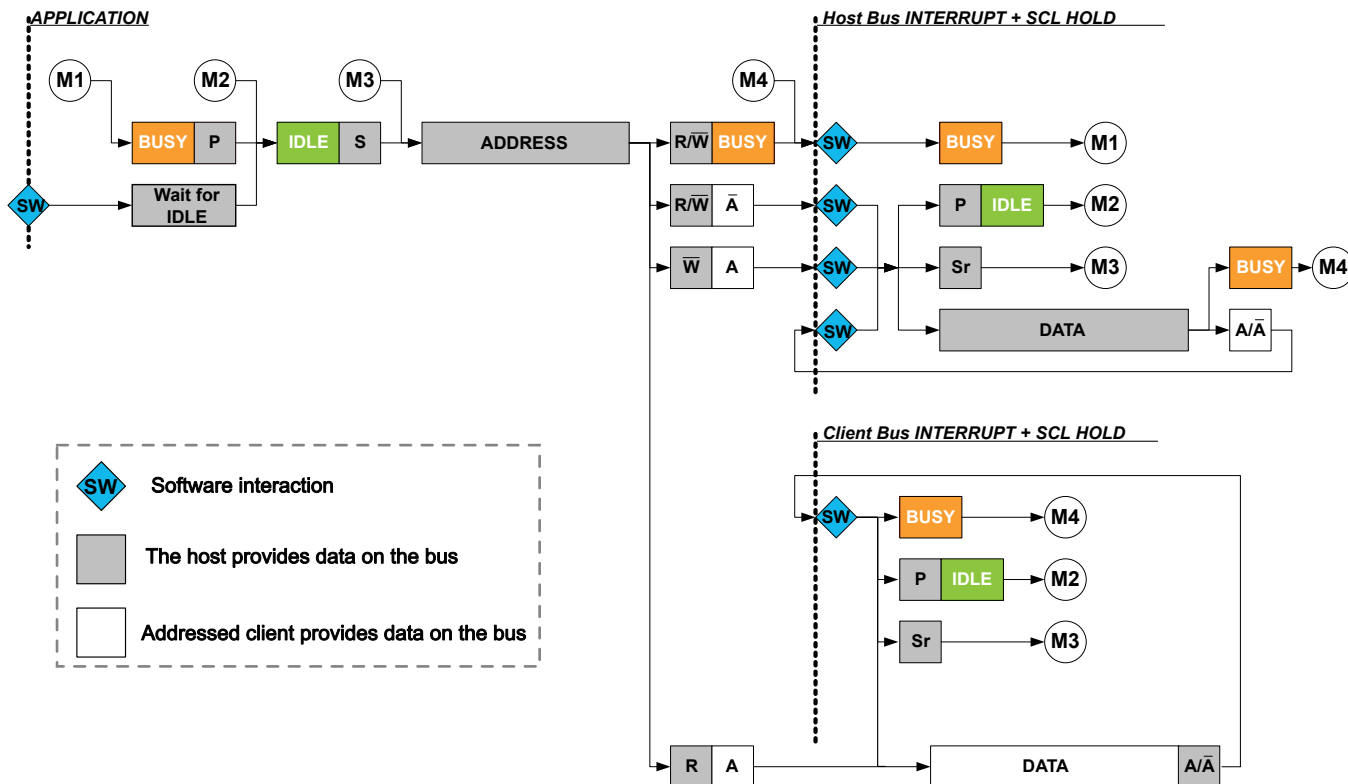 APPLICATION
Host Bus INTERRUPT + SCL HOLD
M1
M2
M3
M4
BUSY P
IDLE S
ADDRESS
R/W̅ BUSY
SW
BUSY
M1
SW
Wait for
IDLE
R/W̅ A̅
SW
P IDLE
M2
W̅ A
SW
Sr
M3
BUSY
M4
SW
DATA
A/A̅
Client Bus INTERRUPT + SCL HOLD
SW
BUSY
M4
P IDLE
M2
Sr
M3
R A
DATA
A/A̅
SW
Software interaction
The host provides data on the bus
Addressed client provides data on the bus